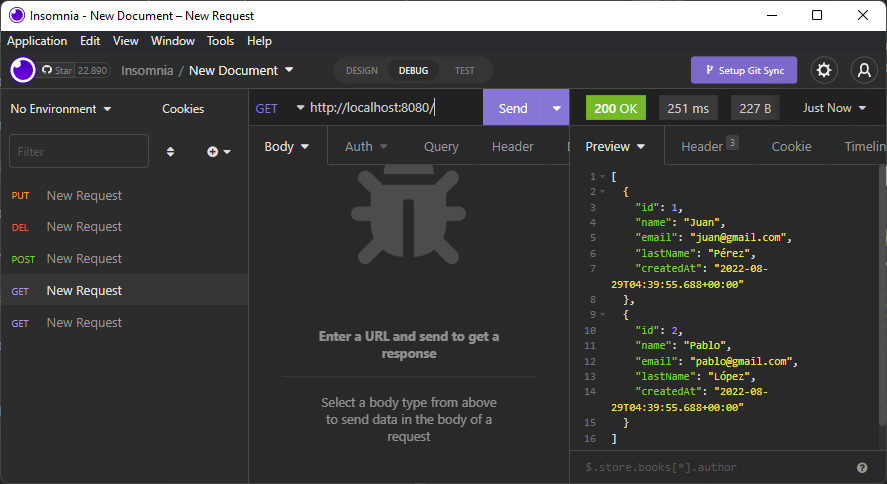 Insomnia - New Document – New Request
Application Edit View Window Tools Help
Star 22.890
Insomnia / New Document
DESIGN DEBUG TEST
Setup Git Sync
No Environment Cookies
Filter
PUT New Request
DEL New Request
POST New Request
GET New Request
GET New Request
GET http://localhost:8080/ Send
Body Auth Query Header
Enter a URL and send to get a
response
Select a body type from above
to send data in the body of a
request
200 OK 251 ms 227 B Just Now
Preview Header 3 Cookie Timelin
1 [
2 {
3 "id": 1,
4 "name": "Juan",
5 "email": "juan@gmail.com",
6 "lastName": "Pérez",
7 "createdAt": "2022-08-
29T04:39:55.688+00:00"
8 },
9 {
10 "id": 2,
11 "name": "Pablo",
12 "email": "pablo@gmail.com",
13 "lastName": "López",
14 "createdAt": "2022-08-
29T04:39:55.688+00:00"
15 }
16 ]
$.store.books[*].author